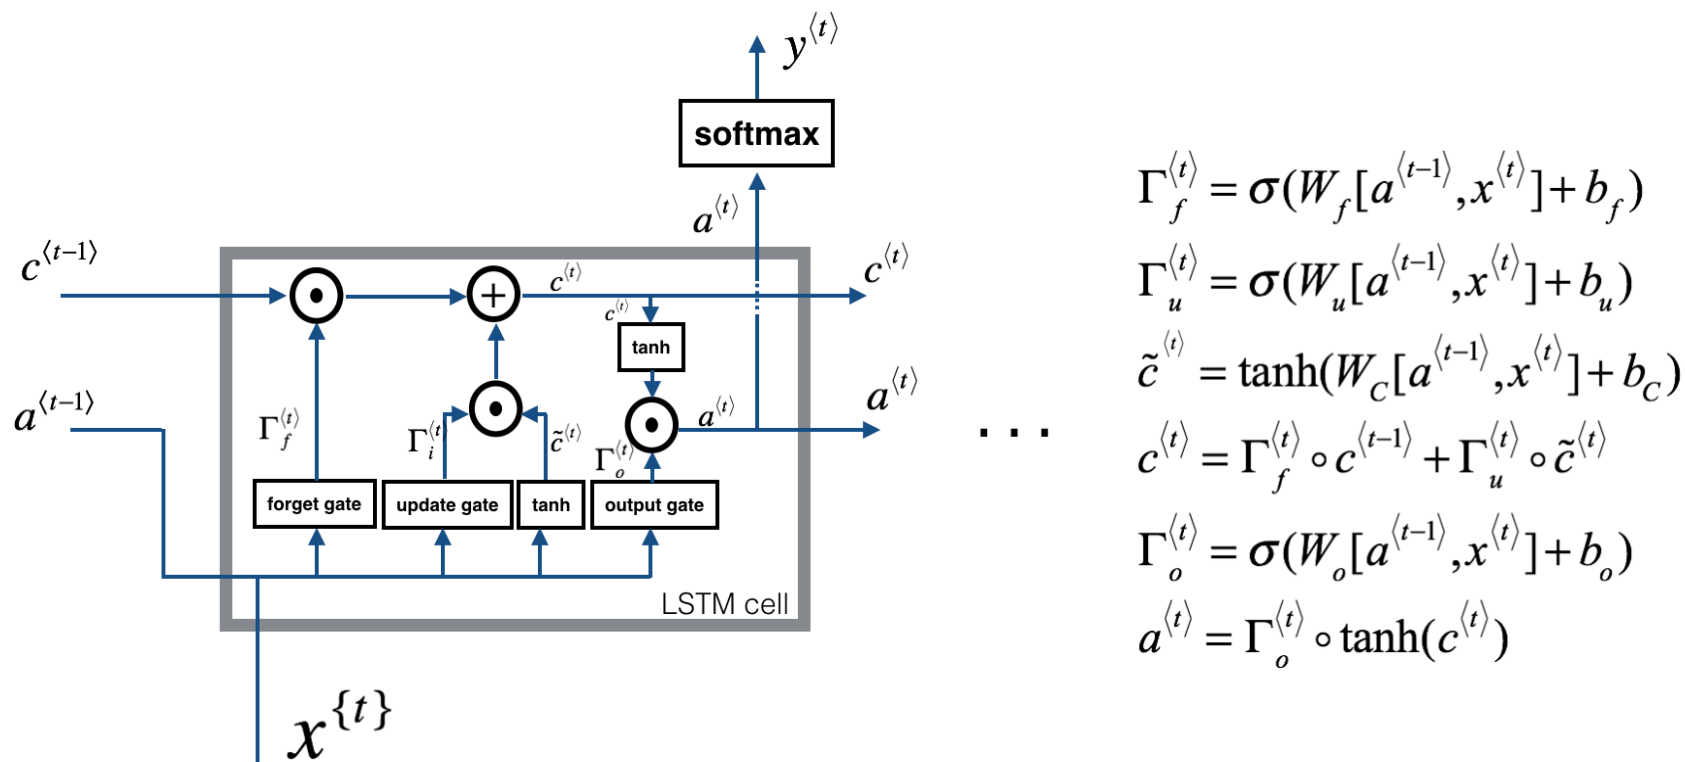 y⟨t⟩
softmax
a⟨t⟩
c⟨t−1⟩
c⟨t⟩
c⟨t⟩
c⟨t⟩
tanh
a⟨t−1⟩
Γf⟨t⟩
Γi⟨t⟩
c̃⟨t⟩
Γo⟨t⟩
a⟨t⟩
a⟨t⟩
forget gate
update gate
tanh
output gate
LSTM cell
x{t}
...
Γf⟨t⟩ = σ(Wf[a⟨t−1⟩, x⟨t⟩] + bf)
Γu⟨t⟩ = σ(Wu[a⟨t−1⟩, x⟨t⟩] + bu)
c̃⟨t⟩ = tanh(WC[a⟨t−1⟩, x⟨t⟩] + bC)
c⟨t⟩ = Γf⟨t⟩ ∘ c⟨t−1⟩ + Γu⟨t⟩ ∘ c̃⟨t⟩
Γo⟨t⟩ = σ(Wo[a⟨t−1⟩, x⟨t⟩] + bo)
a⟨t⟩ = Γo⟨t⟩ ∘ tanh(c⟨t⟩)